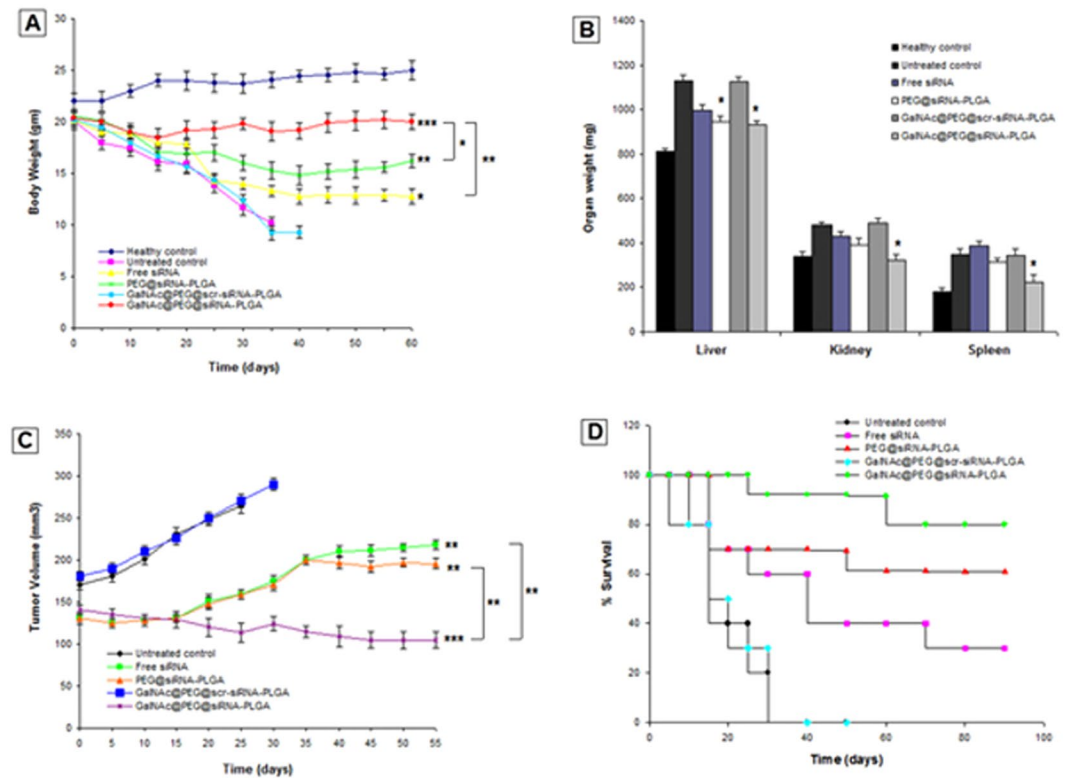 A
30
25
20
15
10
5
0
Body Weight (gm)
***
**
*
*
**
Healthy control
Untreated control
Free siRNA
PEG@siRNA-PLGA
GalNAc@PEG@scr-siRNA-PLGA
GalNAc@PEG@siRNA-PLGA
0 10 20 30 40 50 60
Time (days)
B
1400
1200
1000
800
600
400
200
0
Organ weight (mg)
Healthy control
Untreated control
Free siRNA
PEG@siRNA-PLGA
GalNAc@PEG@scr-siRNA-PLGA
GalNAc@PEG@siRNA-PLGA
* *
*
*
Liver Kidney Spleen
C
350
300
250
200
150
100
50
0
Tumor Volume (mm3)
**
**
***
**
**
Untreated control
Free siRNA
PEG@siRNA-PLGA
GalNAc@PEG@scr-siRNA-PLGA
GalNAc@PEG@siRNA-PLGA
0 5 10 15 20 25 30 35 40 45 50 55
Time (days)
D
120
100
80
60
40
20
0
% Survival
Untreated control
Free siRNA
PEG@siRNA-PLGA
GalNAc@PEG@scr-siRNA-PLGA
GalNAc@PEG@siRNA-PLGA
0 20 40 60 80 100
Time (days)